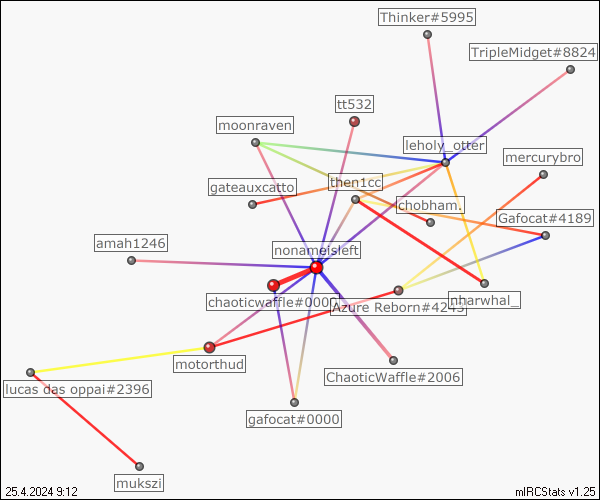 Thinker#5995
TripleMidget#8824
tt532
moonraven
leholy_otter
mercurybro
then1cc
gateauxcatto
chobham.
Gafocat#4189
amah1246
nonameisleft
chaoticwaffle#0000
Azure Reborn#4243
nharwhal_
motorthud
ChaoticWaffle#2006
lucas das oppai#2396
gafocat#0000
mukszi
25.4.2024 9:12
mIRCStats v1.25